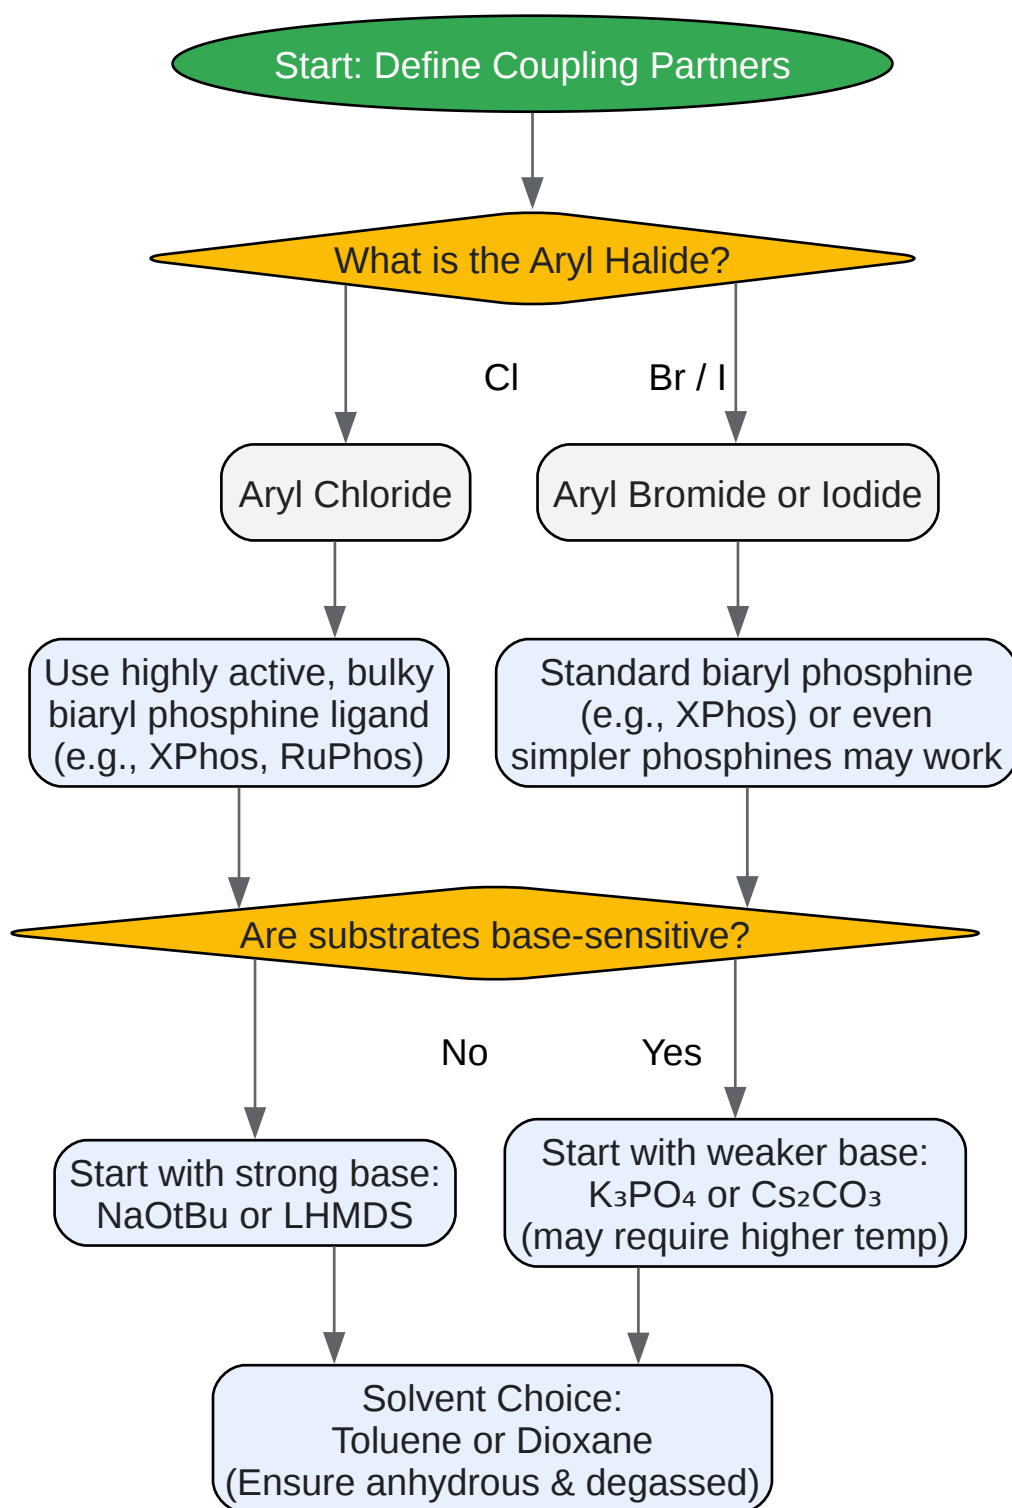 Start: Define Coupling Partners
What is the Aryl Halide?
Cl
Br / I
Aryl Chloride
Aryl Bromide or Iodide
Use highly active, bulky
biaryl phosphine ligand
(e.g., XPhos, RuPhos)
Standard biaryl phosphine
(e.g., XPhos) or even
simpler phosphines may work
Are substrates base-sensitive?
No
Yes
Start with strong base:
NaOtBu or LHMDS
Start with weaker base:
K₃PO₄ or Cs₂CO₃
(may require higher temp)
Solvent Choice:
Toluene or Dioxane
(Ensure anhydrous & degassed)